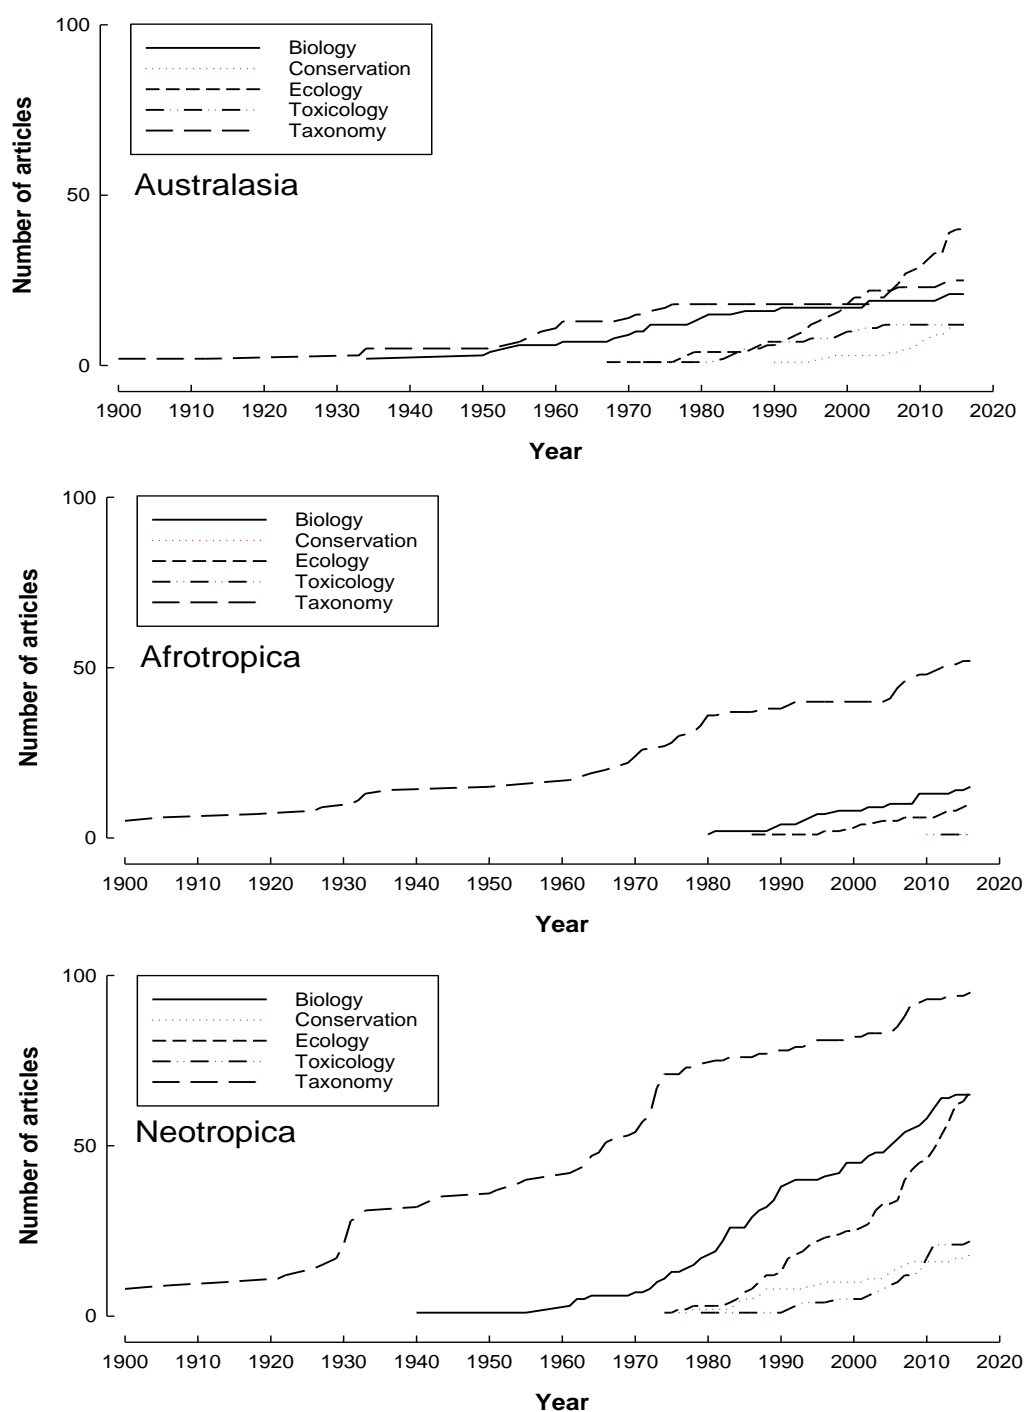 100
Biology
Conservation
Ecology
Toxicology
Taxonomy
Australasia
50
0
Number of articles
1900 1910 1920 1930 1940 1950 1960 1970 1980 1990 2000 2010 2020
Year
100
Biology
Conservation
Ecology
Toxicology
Taxonomy
Afrotropica
50
0
Number of articles
1900 1910 1920 1930 1940 1950 1960 1970 1980 1990 2000 2010 2020
Year
100
Biology
Conservation
Ecology
Toxicology
Taxonomy
Neotropica
50
0
Number of articles
1900 1910 1920 1930 1940 1950 1960 1970 1980 1990 2000 2010 2020
Year